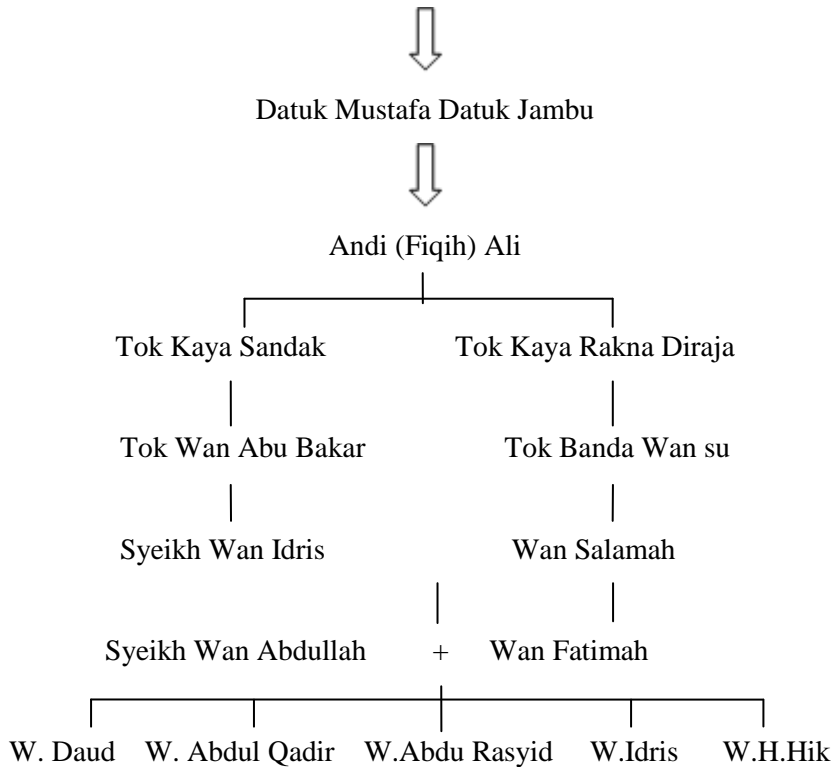 Datuk Mustafa Datuk Jambu
Andi (Fiqih) Ali
Tok Kaya Sandak Tok Kaya Rakna Diraja
Tok Wan Abu Bakar Tok Banda Wan su
Syeikh Wan Idris Wan Salamah
Syeikh Wan Abdullah + Wan Fatimah
W. Daud W. Abdul Qadir W.Abdu Rasyid W.Idris W.H.Hik